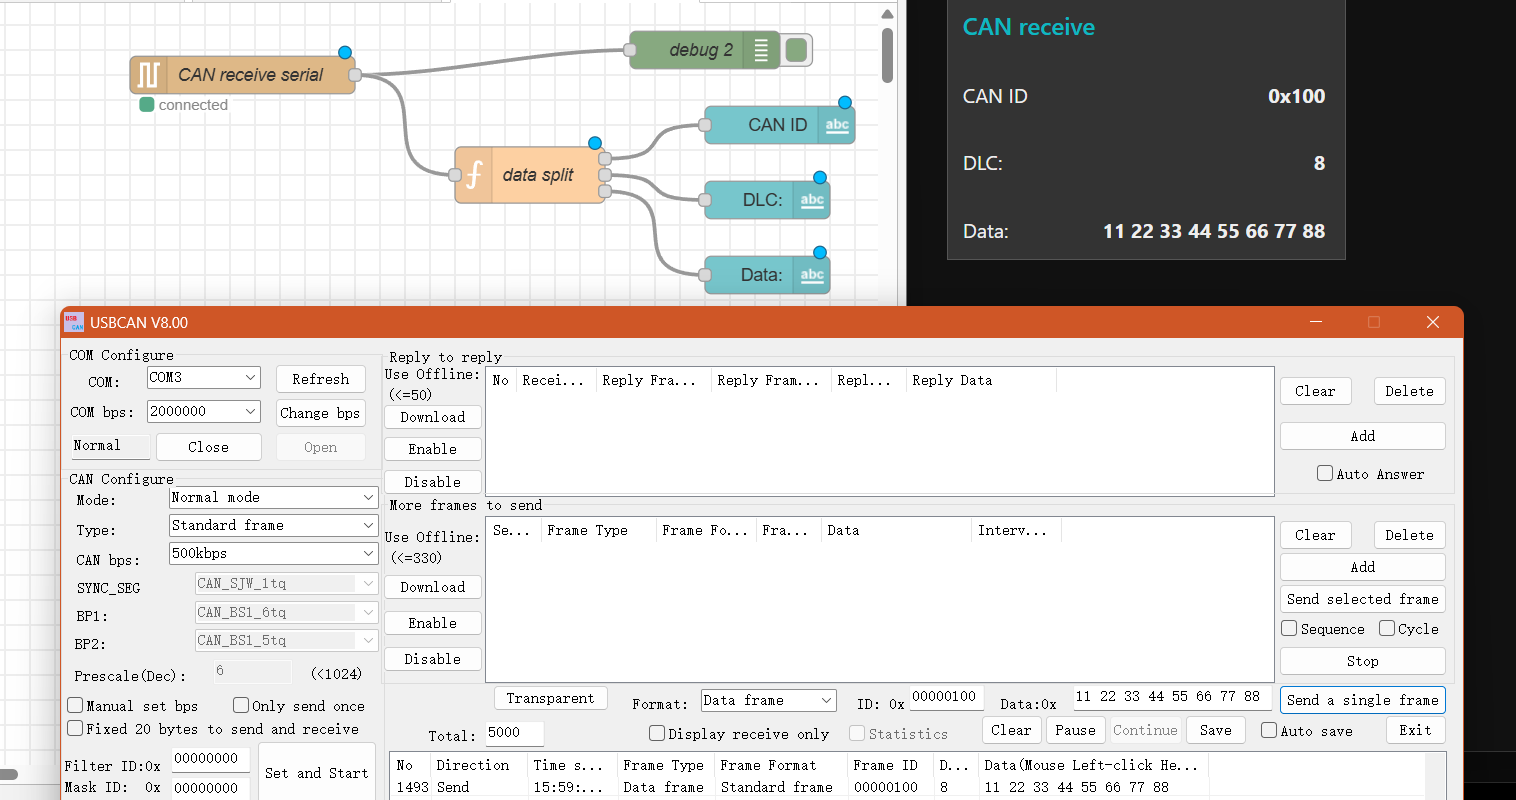 CAN receive serial
connected
debug 2
data split
CAN ID abc
DLC: abc
Data: abc
CAN receive
CAN ID 0x100
DLC: 8
Data: 11 22 33 44 55 66 77 88
USB CAN
USBCAN V8.00
COM Configure
COM: COM3 Refresh
COM bps: 2000000 Change bps
Normal Close Open
CAN Configure
Mode: Normal mode
Type: Standard frame
CAN bps: 500kbps
SYNC_SEG CAN_SJW_1tq
BP1: CAN_BS1_6tq
BP2: CAN_BS1_5tq
Prescale(Dec): 6 (<1024)
Manual set bps Only send once
Fixed 20 bytes to send and receive
Filter ID:0x 00000000
Mask ID: 0x 00000000
Set and Start
Reply to reply
Use Offline:
(<=50)
Download
Enable
Disable
No Recei... Reply Fra... Reply Fram... Repl... Reply Data
Clear Delete
Add
Auto Answer
More frames to send
Use Offline:
(<=330)
Download
Enable
Disable
Se... Frame Type Frame Fo... Fra... Data Interv...
Clear Delete
Add
Send selected frame
Sequence Cycle
Stop
Transparent Format: Data frame ID: 0x 00000100 Data:0x 11 22 33 44 55 66 77 88 Send a single frame
Total: 5000 Display receive only Statistics Clear Pause Continue Save Auto save Exit
No Direction Time s... Frame Type Frame Format Frame ID D... Data(Mouse Left-click He...
1493 Send 15:59:... Data frame Standard frame 00000100 8 11 22 33 44 55 66 77 88